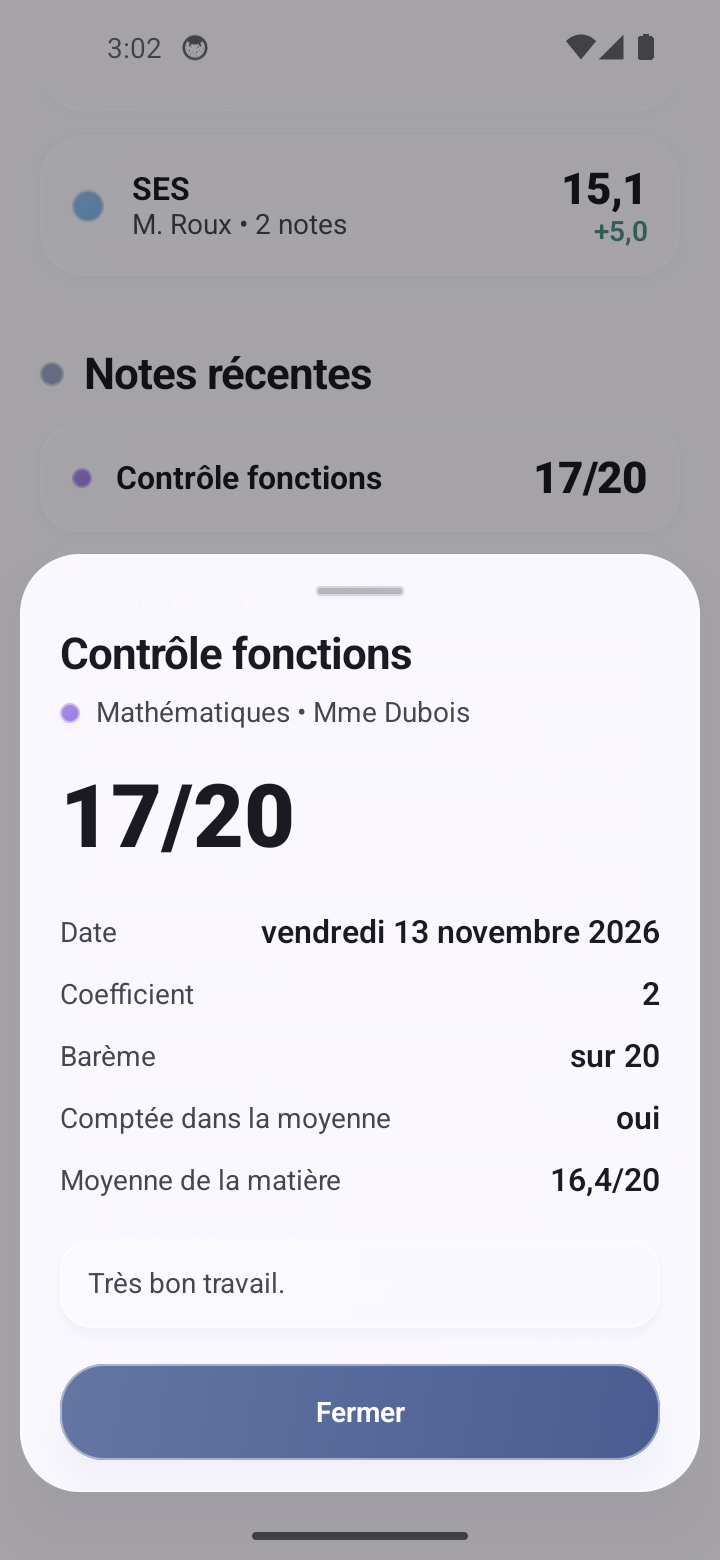 3:02
SES
15,1
M. Roux • 2 notes
+5,0
Notes récentes
Contrôle fonctions
17/20
Contrôle fonctions
Mathématiques • Mme Dubois
17/20
Date
vendredi 13 novembre 2026
Coefficient
2
Barème
sur 20
Comptée dans la moyenne
oui
Moyenne de la matière
16,4/20
Très bon travail.
Fermer